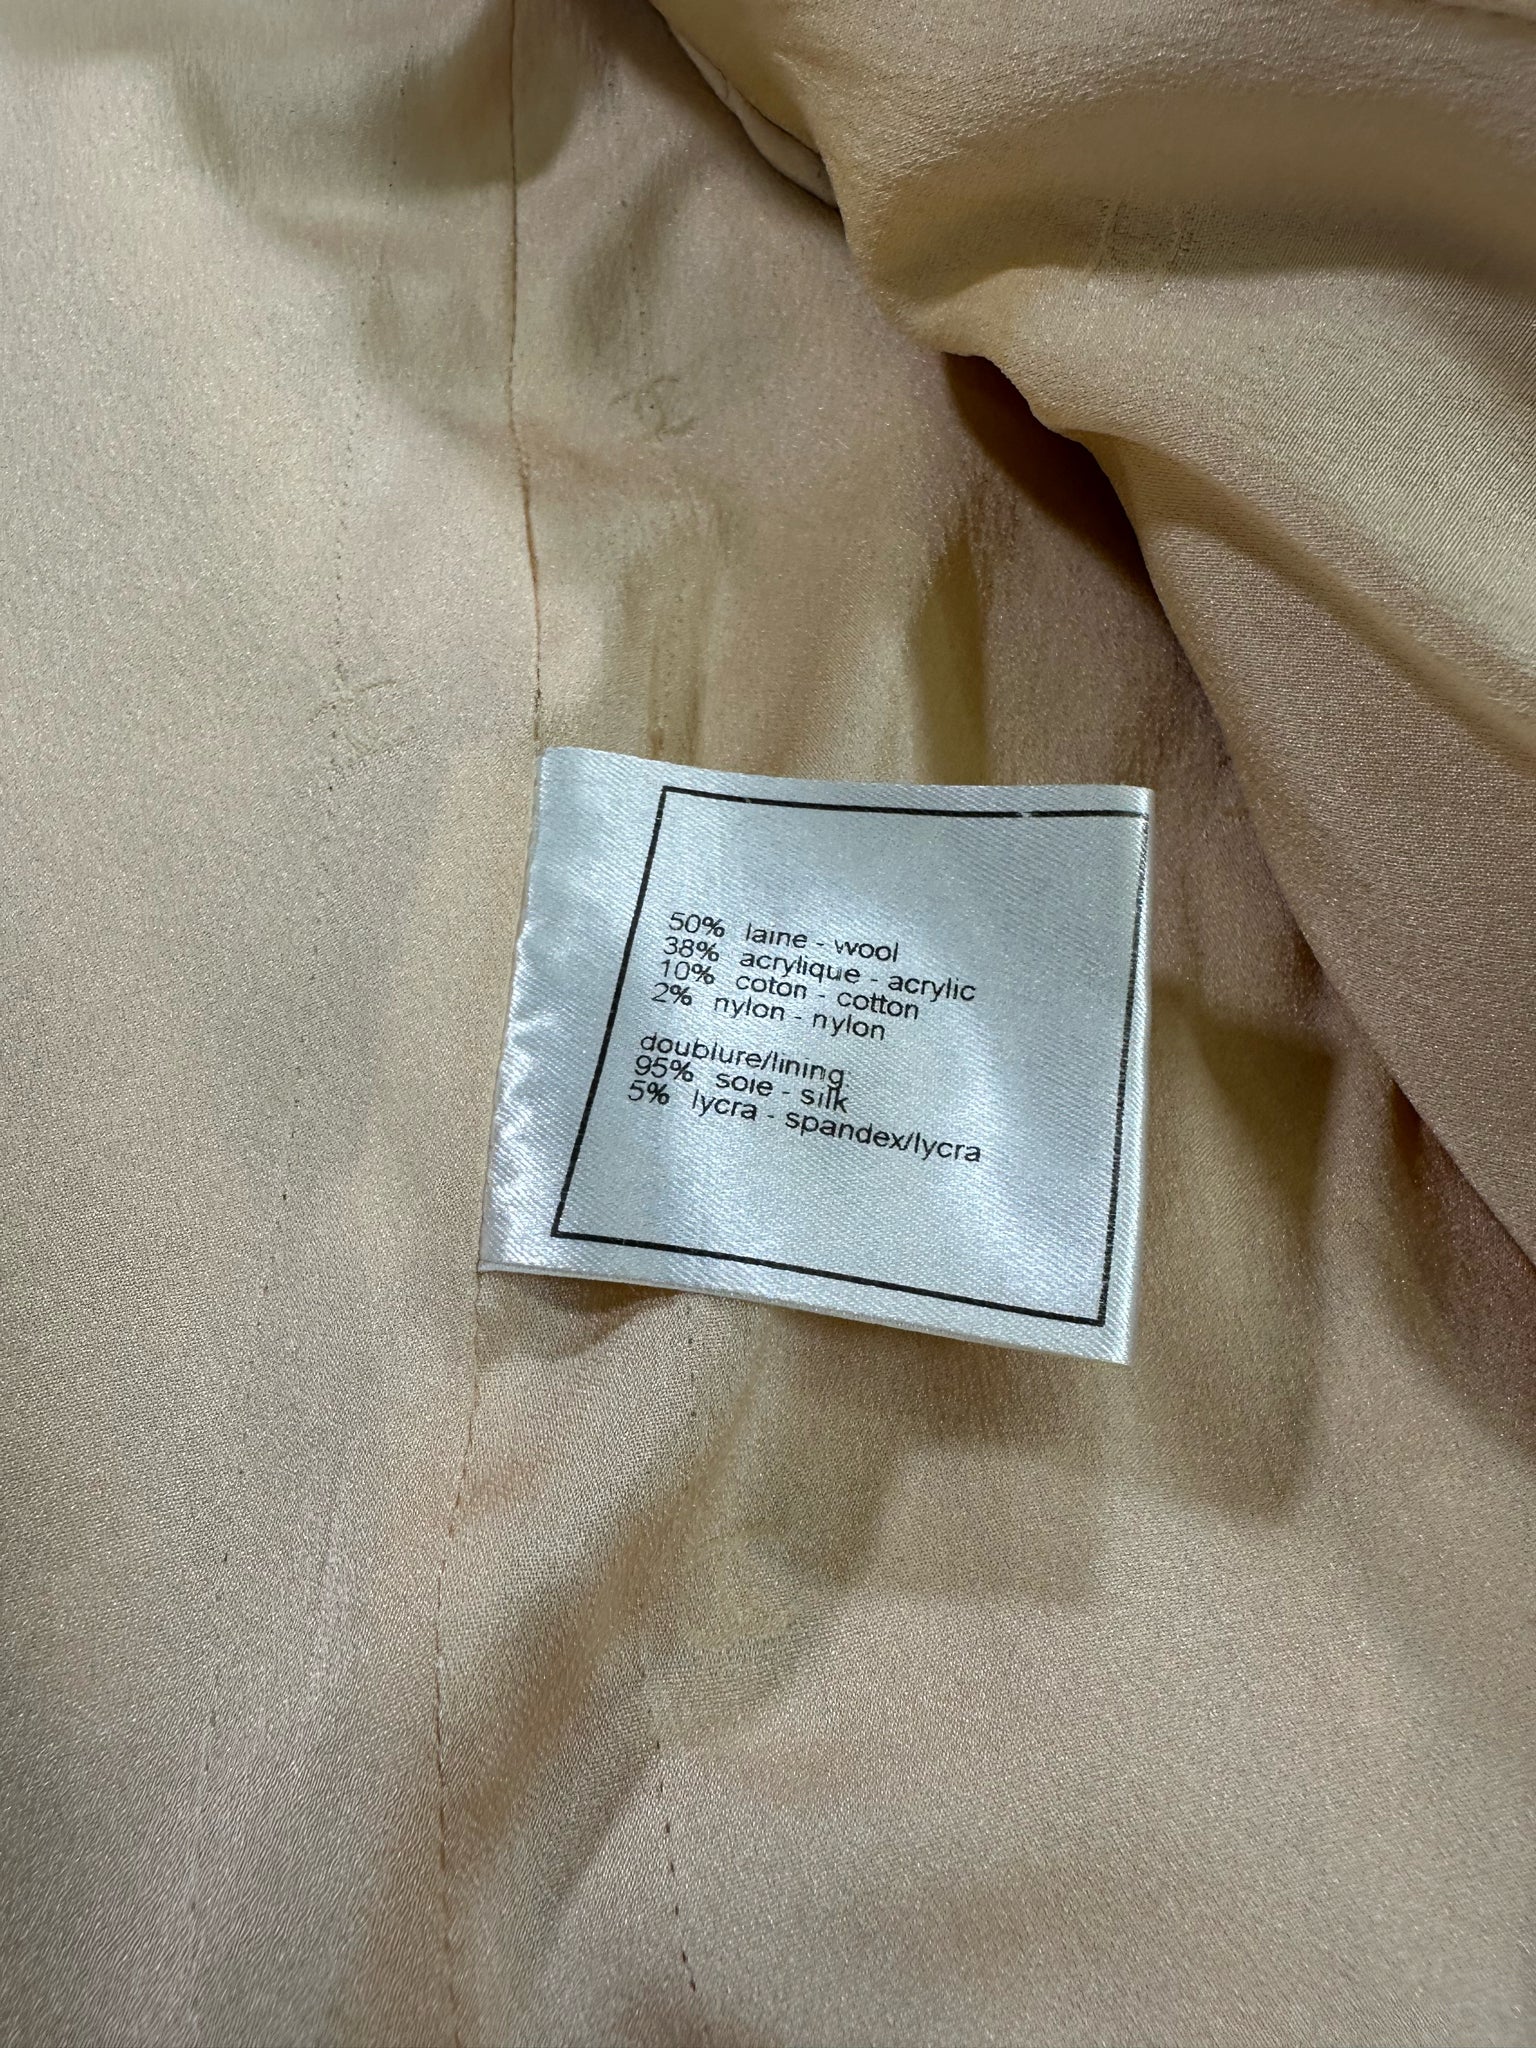 50% laine - wool
38% acrylique - acrylic
10% coton - cotton
2% nylon - nylon
doublure/lining
95% soie - silk
5% lycra - spandex/lycra